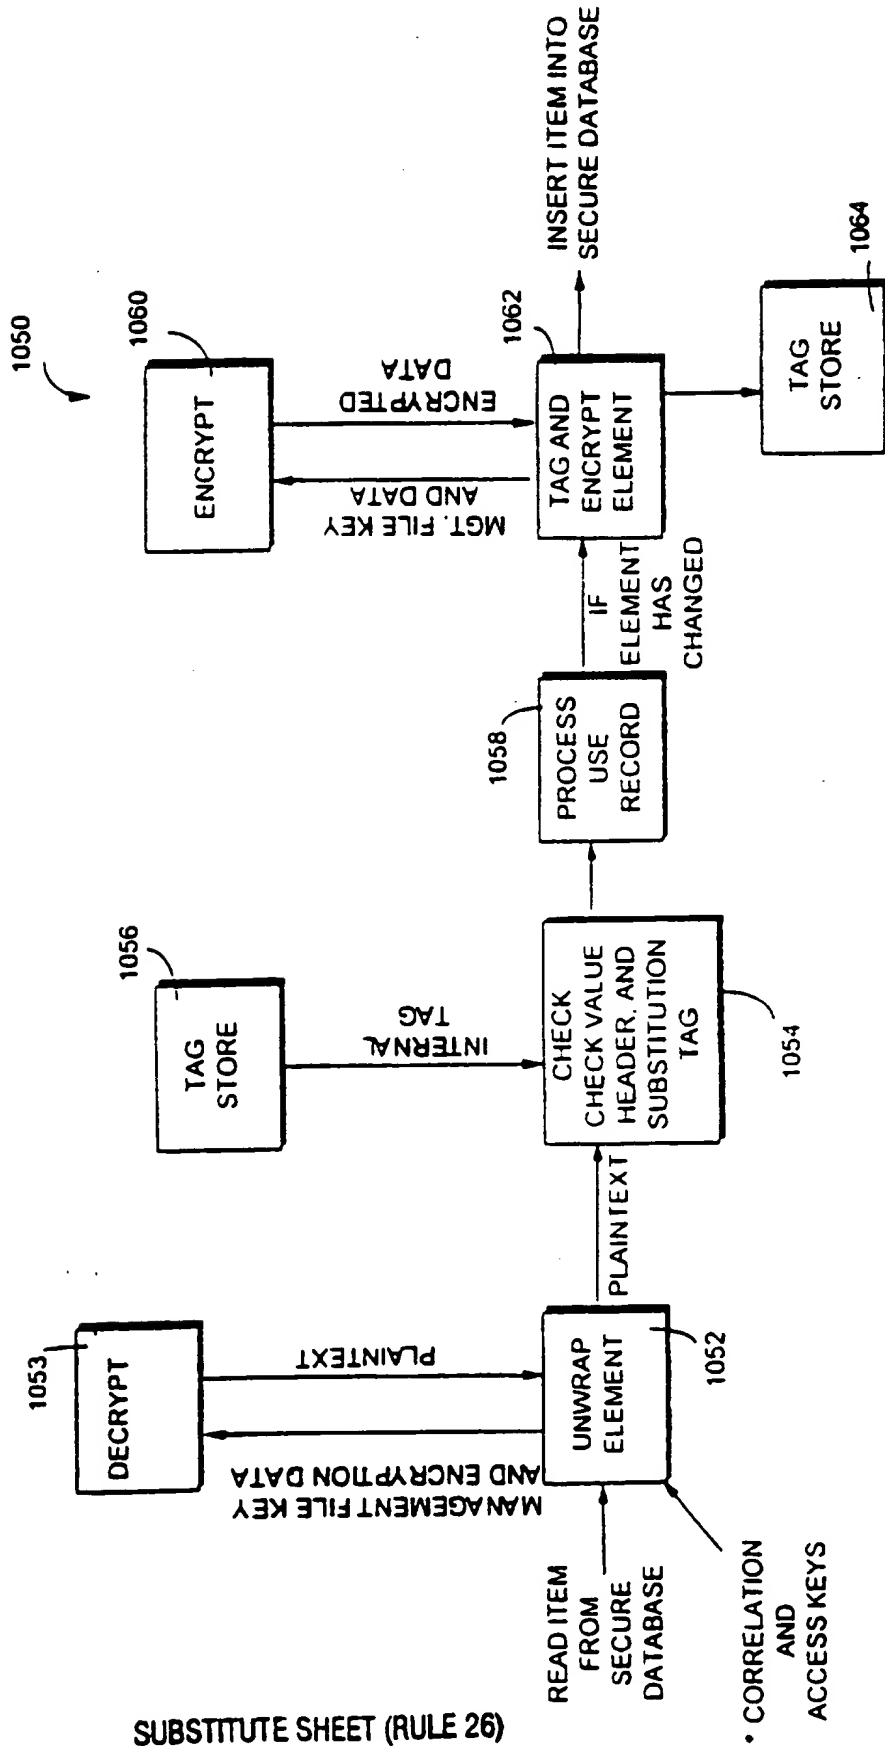 1050
1053
DECRYPT
MANAGEMENT FILE KEY
AND ENCRYPTION DATA
PLAINTEXT
READ ITEM
FROM
SECURE
DATABASE
UNWRAP
ELEMENT
1052
• CORRELATION
AND
ACCESS KEYS
PLAINTEXT
1056
TAG
STORE
INTERNAL
TAG
CHECK
CHECK VALUE
HEADER, AND
SUBSTITUTION
TAG
1054
1058
PROCESS
USE
RECORD
IF
ELEMENT
HAS
CHANGED
1060
ENCRYPT
MGT. FILE KEY
AND DATA
ENCRYPTED
DATA
1062
TAG AND
ENCRYPT
ELEMENT
INSERT ITEM INTO
SECURE DATABASE
TAG
STORE
1064
SUBSTITUTE SHEET (RULE 26)